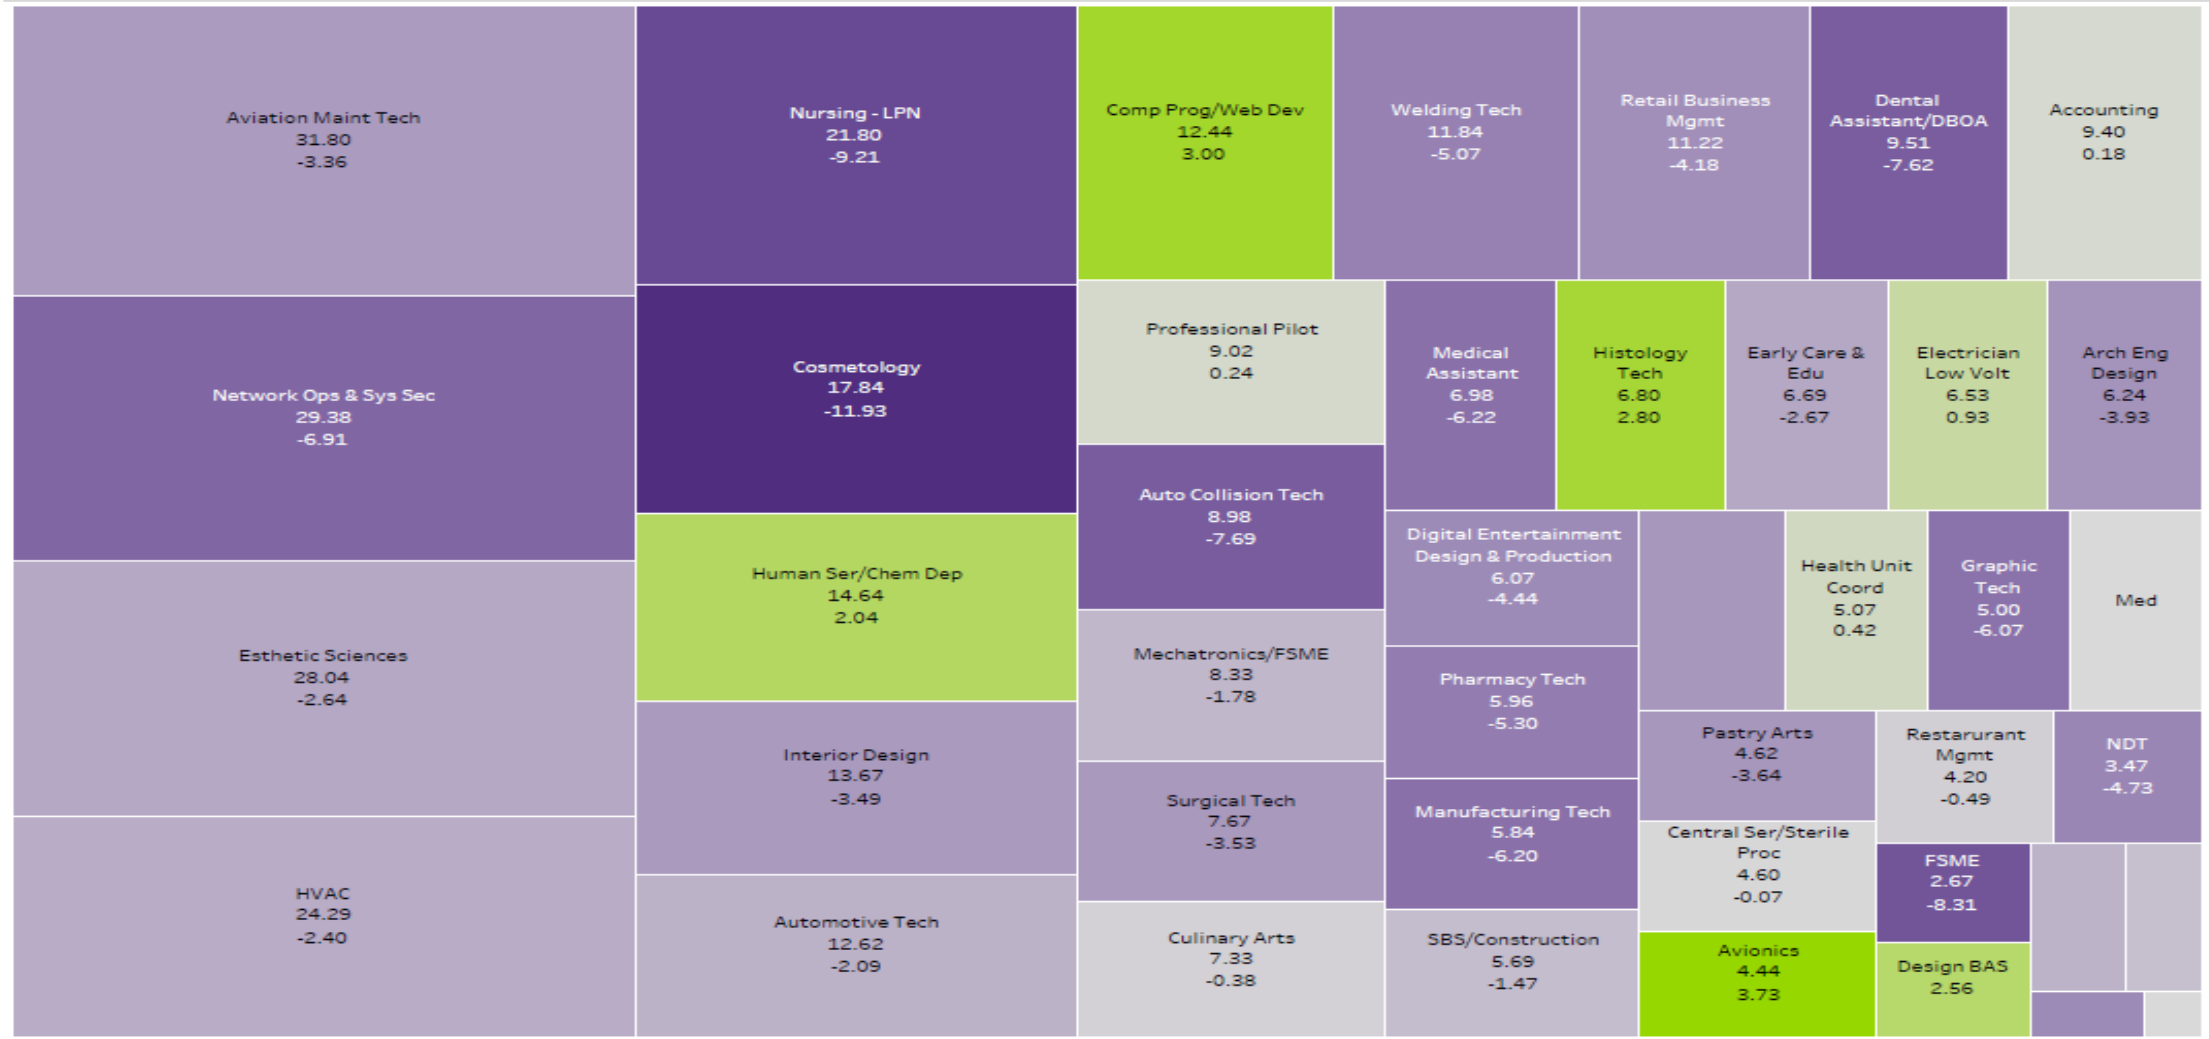 Aviation Maint Tech
31.80
-3.36
Network Ops & Sys Sec
29.38
-6.91
Esthetic Sciences
28.04
-2.64
HVAC
24.29
-2.40
Nursing - LPN
21.80
-9.21
Cosmetology
17.84
-11.93
Human Ser/Chem Dep
14.64
2.04
Interior Design
13.67
-3.49
Automotive Tech
12.62
-2.09
Comp Prog/Web Dev
12.44
3.00
Welding Tech
11.84
-5.07
Retail Business
Mgmt
11.22
-4.18
Dental
Assistant/DBOA
9.51
-7.62
Accounting
9.40
0.18
Professional Pilot
9.02
0.24
Auto Collision Tech
8.98
-7.69
Mechatronics/FSME
8.33
-1.78
Surgical Tech
7.67
-3.53
Culinary Arts
7.33
-0.38
Medical
Assistant
6.98
-6.22
Histology
Tech
6.80
2.80
Early Care &
Edu
6.69
-2.67
Electrician
Low Volt
6.53
0.93
Arch Eng
Design
6.24
-3.93
Digital Entertainment
Design & Production
6.07
-4.44
Pharmacy Tech
5.96
-5.30
Manufacturing Tech
5.84
-6.20
SBS/Construction
5.69
-1.47
Health Unit
Coord
5.07
0.42
Graphic
Tech
5.00
-6.07
Med
Pastry Arts
4.62
-3.64
Central Ser/Sterile
Proc
4.60
-0.07
Avionics
4.44
3.73
Restarurant
Mgmt
4.20
-0.49
NDT
3.47
-4.73
FSME
2.67
-8.31
Design BAS
2.56